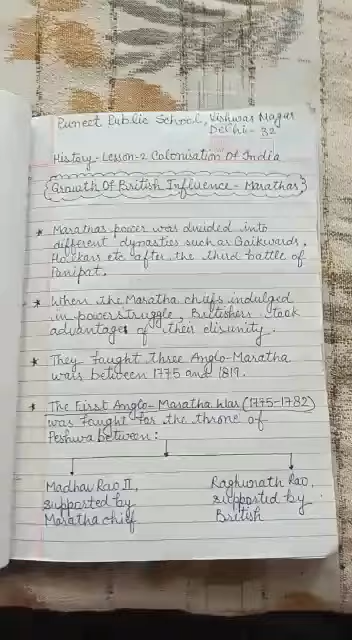 Puneet Public School, Vishwas Nagar
Delhi - 32
History - Lesson-2 Colonisation Of India
Growth Of British Influence - Marathas
* Marathas power was divided into
different dynasties such as Gaikwards,
Holkars etc after the third battle of
Panipat.
* When the Maratha chiefs indulged
in power struggle, Britishers took
advantages of their disunity.
* They fought three Anglo-Maratha
wars between 1775 and 1819.
* The First Anglo-Maratha War (1775-1782)
was fought for the throne of
Peshwa between:
Madhav Rao II,
supported by
Maratha chief
Raghunath Rao,
supported by
British